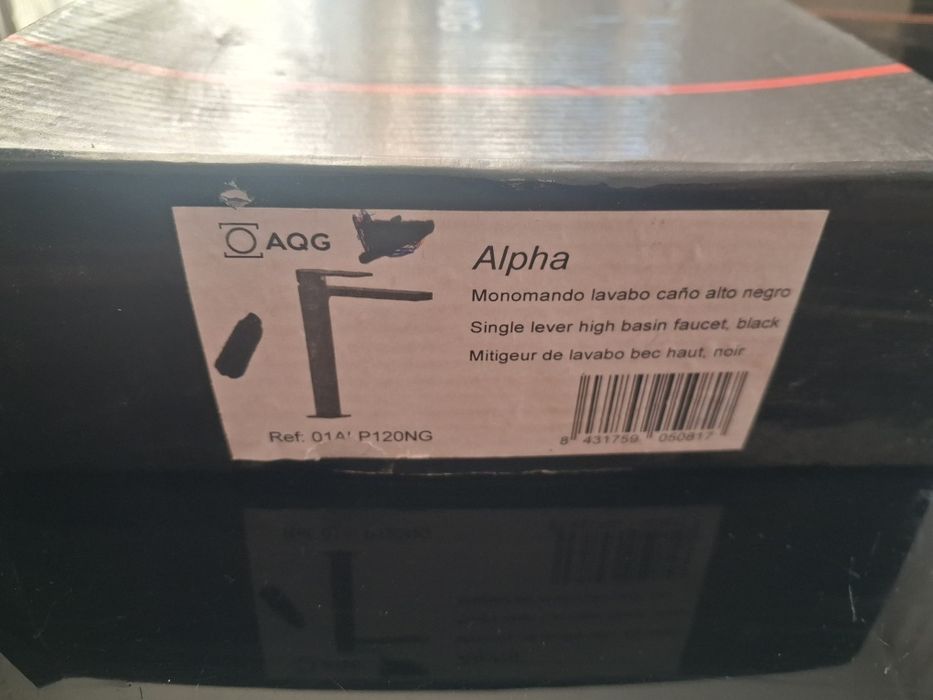 AQG
Alpha
Monomando lavabo caño alto negro
Single lever high basin faucet, black
Mitigeur de lavabo bec haut, noir
Ref: P120NG
8 431759 050817